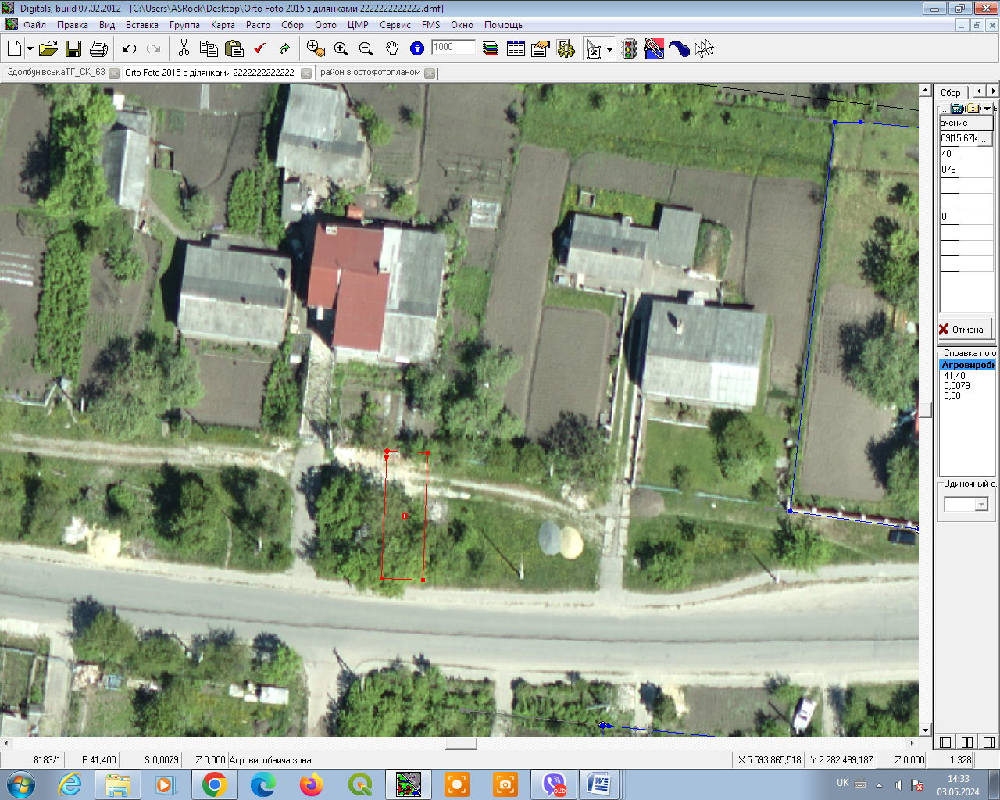 Digitals, build 07.02.2012 - [C:\Users\ASRock\Desktop\Orto Foto 2015 з ділянками 2222222222222.dmf]
Файл Правка Вид Вставка Группа Карта Растр Сбор Орто ЦМР Сервис FMS Окно Помощь
1000
ЗдолбунівськаТГ_СК_63 Orto Foto 2015 з ділянками 2222222222222 район з ортофотопланом
Сбор
...
ачение
09|15,67|4 ...
,40
0079
00
Отмена
Справка по о
Агровиробн
41,40
0,0079
0,00
Одиночный с.
8183/1 P:41,400 S:0,0079 Z:0,000 Агровиробнича зона X:5 593 865,518 Y:2 282 499,187 Z:0,000 1:328
626
UK
14:33
03.05.2024